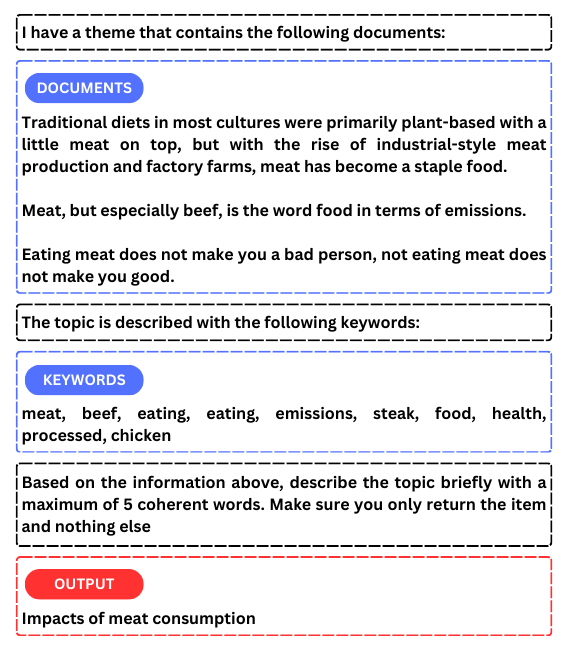 I have a theme that contains the following documents:
DOCUMENTS
Traditional diets in most cultures were primarily plant-based with a
little meat on top, but with the rise of industrial-style meat
production and factory farms, meat has become a staple food.
Meat, but especially beef, is the word food in terms of emissions.
Eating meat does not make you a bad person, not eating meat does
not make you good.
The topic is described with the following keywords:
KEYWORDS
meat, beef, eating, eating, emissions, steak, food, health,
processed, chicken
Based on the information above, describe the topic briefly with a
maximum of 5 coherent words. Make sure you only return the item
and nothing else
OUTPUT
Impacts of meat consumption